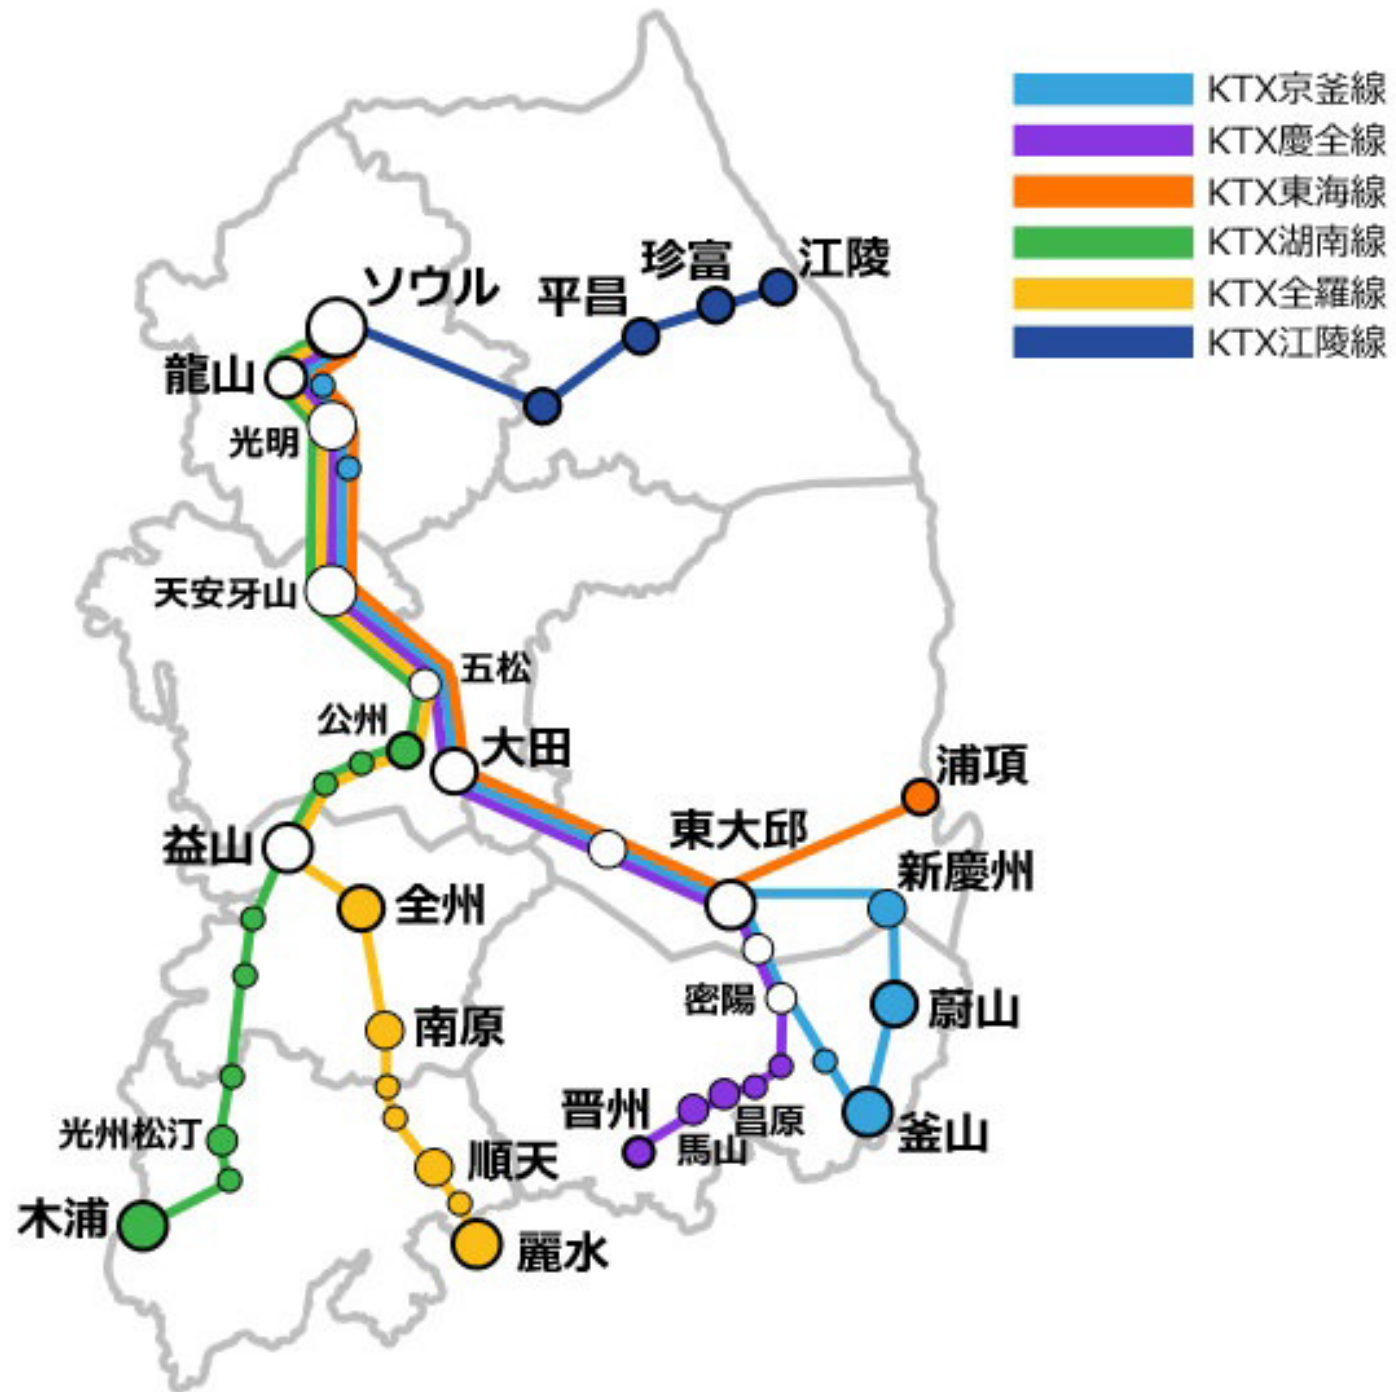 KTX京釜線
KTX慶全線
KTX東海線
KTX湖南線
KTX全羅線
KTX江陵線
ソウル
平昌
珍富
江陵
龍山
光明
天安牙山
五松
公州
大田
浦項
東大邱
益山
新慶州
全州
密陽
蔚山
南原
晋州
昌原
馬山
釜山
光州松汀
順天
木浦
麗水